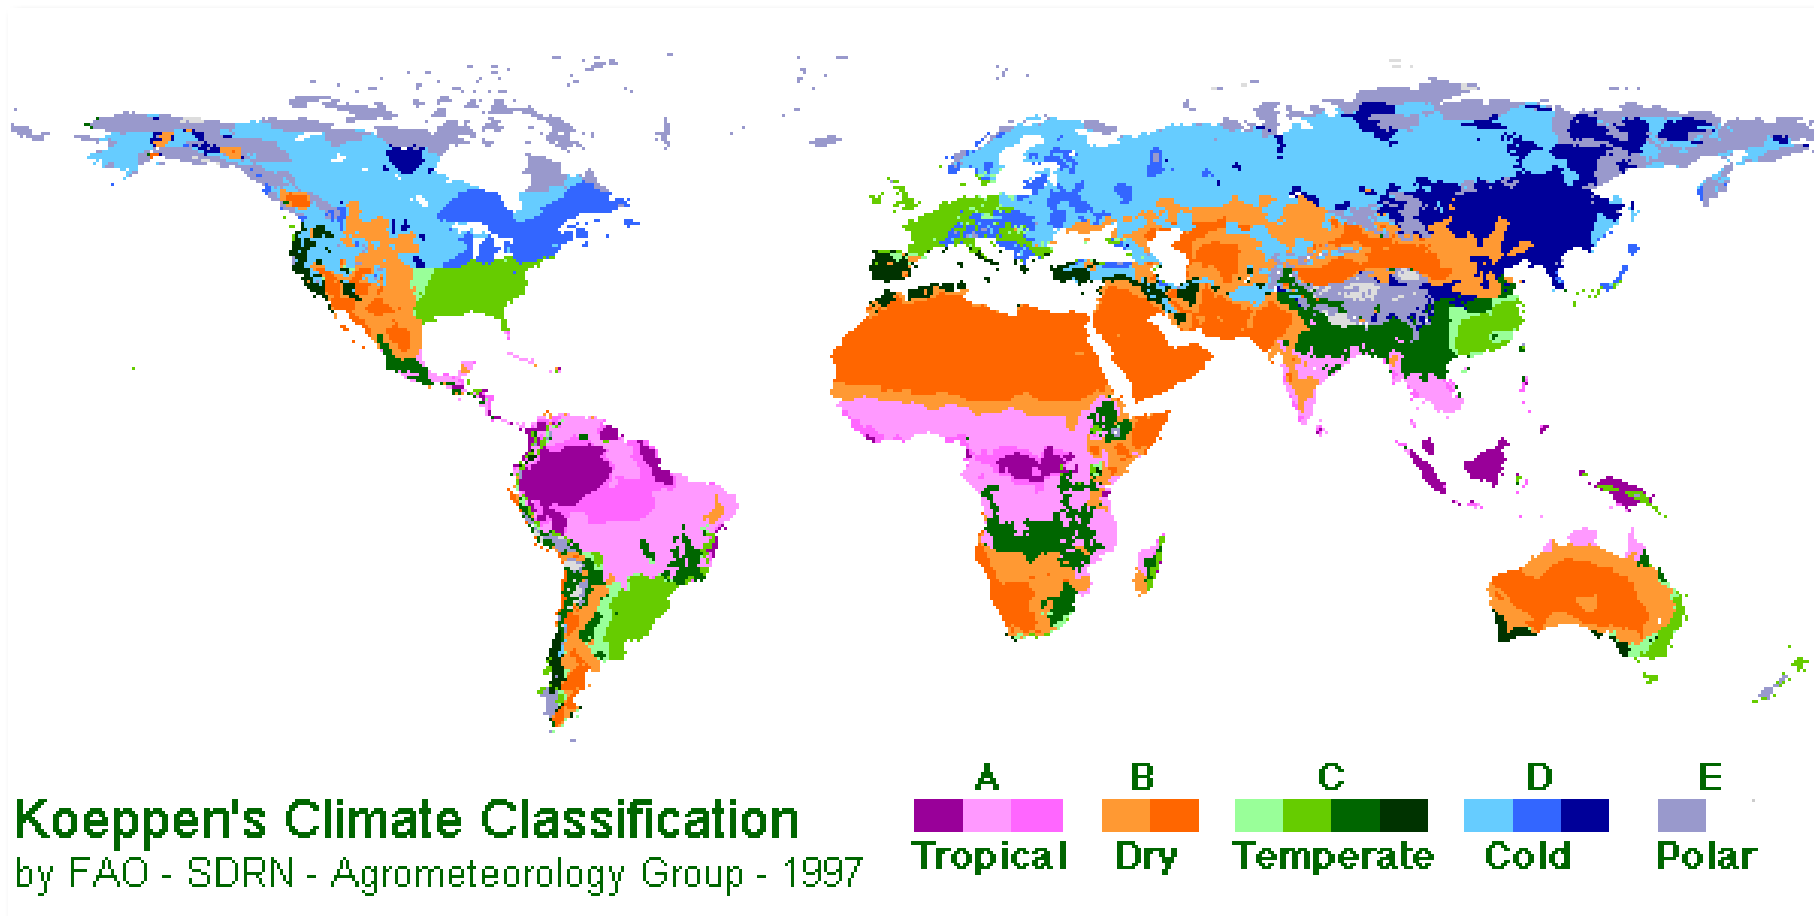 A B C D E
Tropical Dry Temperate Cold Polar
Koeppen's Climate Classification
by FAO - SDRN - Agrometeorology Group - 1997